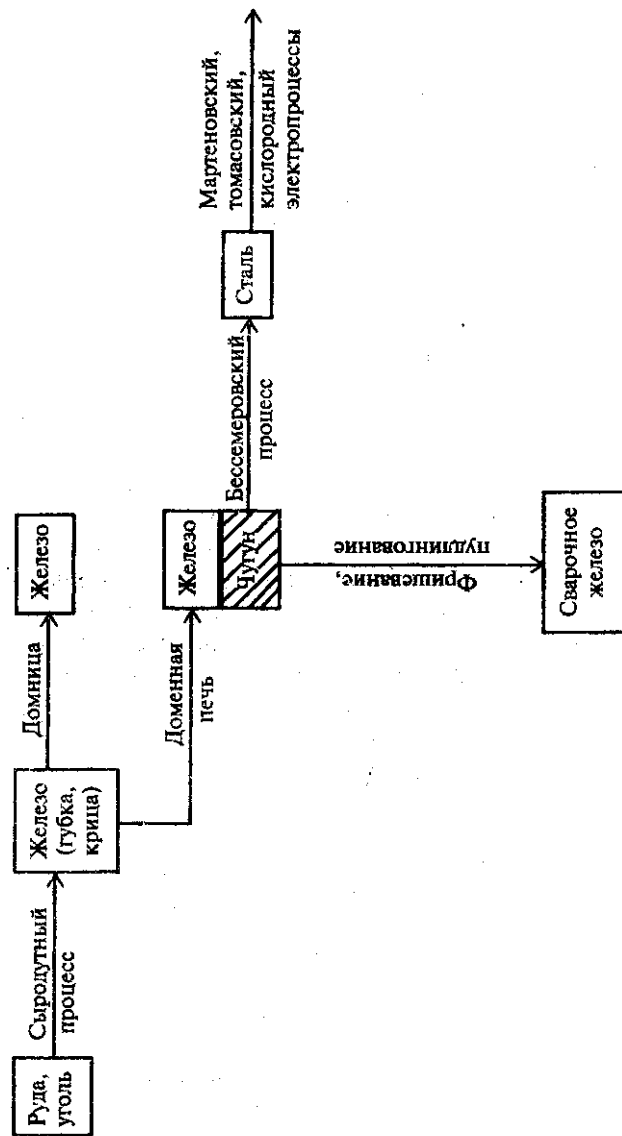 Руда,
уголь
Сыродутный
процесс
Железо
(губка,
крица)
Домница
Железо
Доменная
печь
Железо
Чугун
Бессемеровский
процесс
Сталь
Мартеновский,
томасовский,
кислородный
электропроцессы
Фришевание,
пудлингование
Сварочное
железо